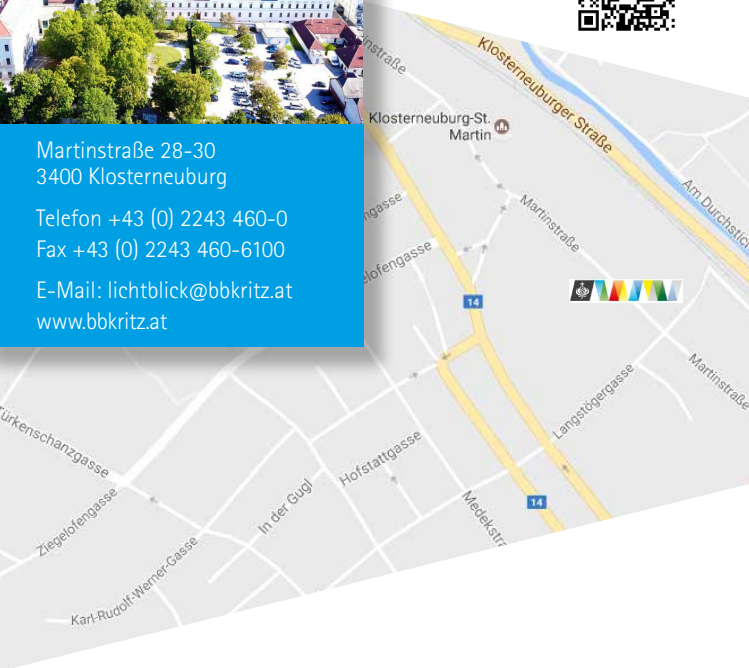 Martinstraße 28-30
3400 Klosterneuburg
Telefon +43 (0) 2243 460-0
Fax +43 (0) 2243 460-6100
E-Mail: lichtblick@bbkritz.at
www.bbkritz.at
Klosterneuburger Straße
Klosterneuburg-St.
Martin
Martinstraße
Am Durchstich
14
Martinstraße
Langstögergasse
Hofstattgasse
In der Gugl
14
Ziegelofengasse
Karl-Rudolf-Werner-Gasse